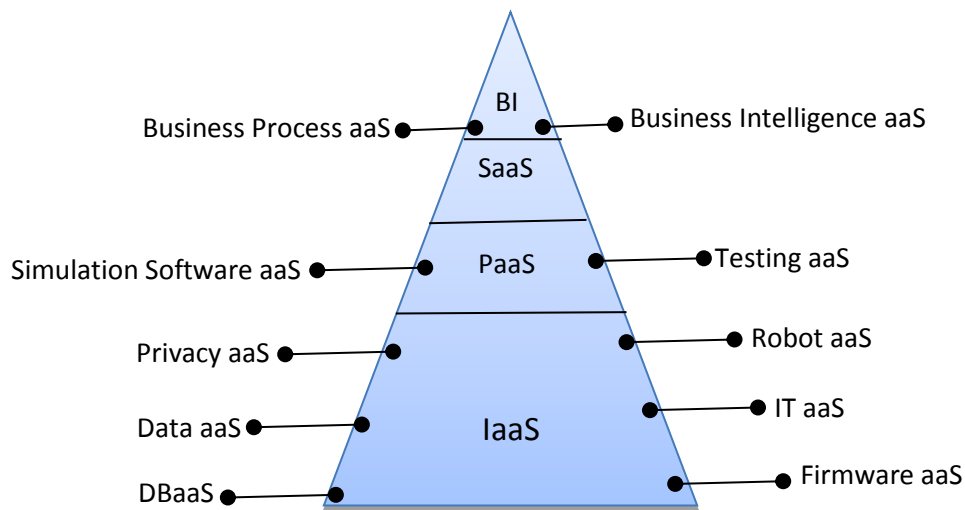 BI
Business Process aaS
Business Intelligence aaS
SaaS
Simulation Software aaS
PaaS
Testing aaS
Privacy aaS
Robot aaS
Data aaS
IaaS
IT aaS
DBaaS
Firmware aaS